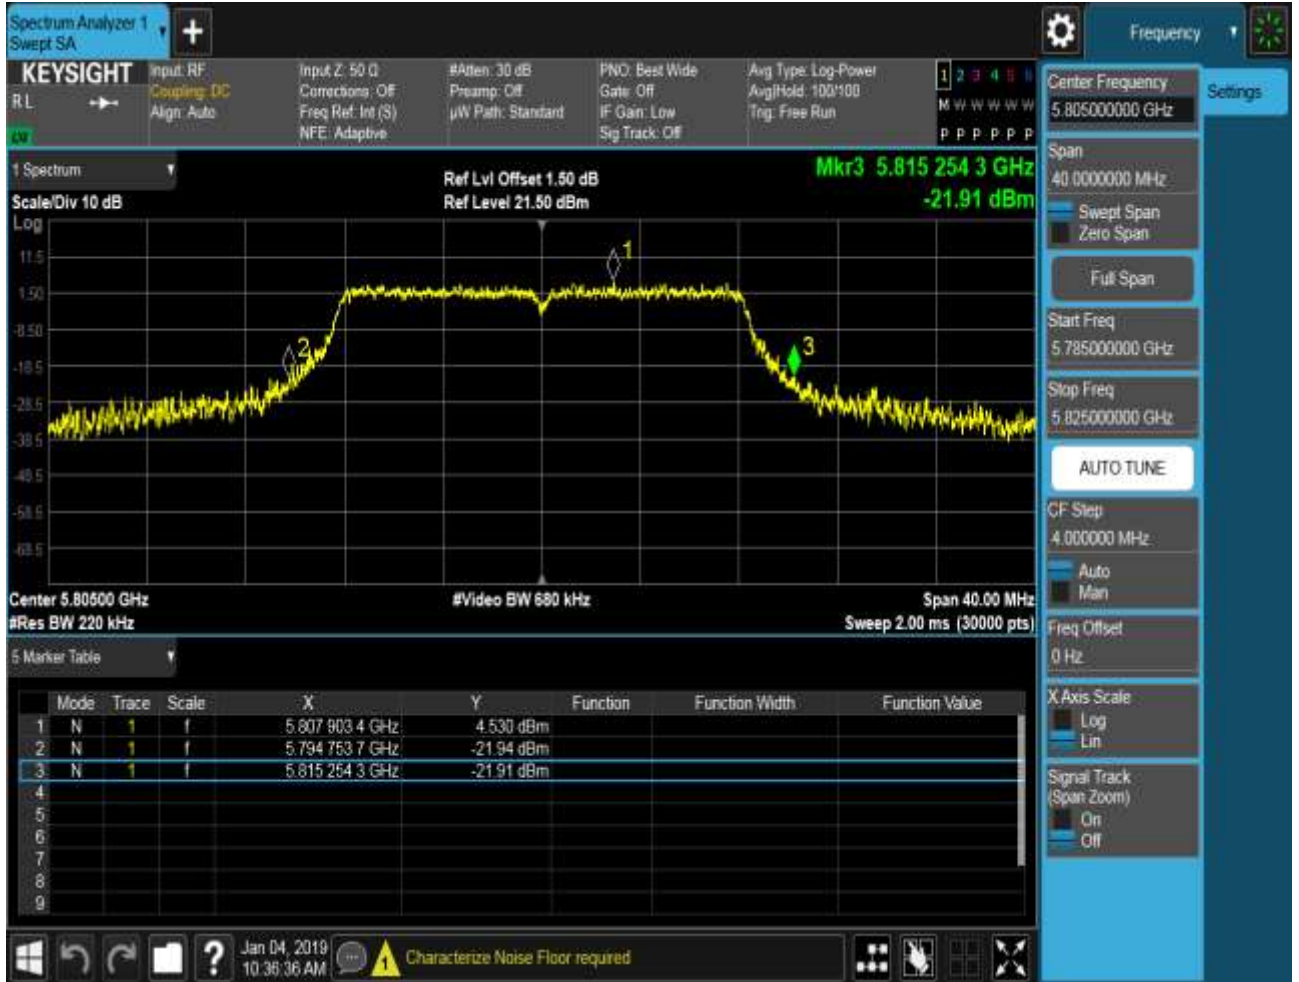 Spectrum Analyzer 1
Swept SA
Frequency
KEYSIGHT
RL
Input: RF
Coupling: DC
Align: Auto
Input Z: 50 Ω
Corrections: Off
Freq Ref: Int (S)
NFE: Adaptive
#Atten: 30 dB
Preamp: Off
µW Path: Standard
PNO: Best Wide
Gate: Off
IF Gain: Low
Sig Track: Off
Avg Type: Log-Power
Avg|Hold: 100/100
Trig: Free Run
1 2 3 4 5 6
M W W W W W
P P P P P P
1 Spectrum
Scale/Div 10 dB
Log
Ref Lvl Offset 1.50 dB
Ref Level 21.50 dBm
Mkr3 5.815 254 3 GHz
-21.91 dBm
11.5
1.50
-8.50
-18.5
-28.5
-38.5
-48.5
-58.5
-68.5
1
2
3
Center 5.80500 GHz
#Res BW 220 kHz
#Video BW 680 kHz
Span 40.00 MHz
Sweep 2.00 ms (30000 pts)
5 Marker Table
Mode Trace Scale X Y Function Function Width Function Value
1 N 1 f 5.807 903 4 GHz 4.530 dBm
2 N 1 f 5.794 753 7 GHz -21.94 dBm
3 N 1 f 5.815 254 3 GHz -21.91 dBm
4
5
6
7
8
9
Jan 04, 2019
10:36:36 AM
1
Characterize Noise Floor required
Settings
Center Frequency
5.805000000 GHz
Span
40.0000000 MHz
Swept Span
Zero Span
Full Span
Start Freq
5.785000000 GHz
Stop Freq
5.825000000 GHz
AUTO TUNE
CF Step
4.000000 MHz
Auto
Man
Freq Offset
0 Hz
X Axis Scale
Log
Lin
Signal Track
(Span Zoom)
On
Off